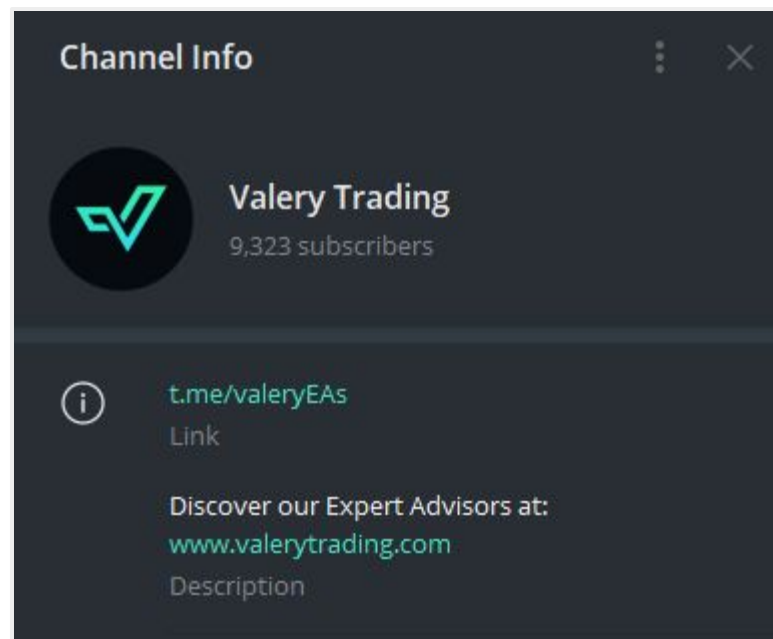 Channel Info
Valery Trading
9,323 subscribers
t.me/valeryEAs
Link
Discover our Expert Advisors at:
www.valerytrading.com
Description